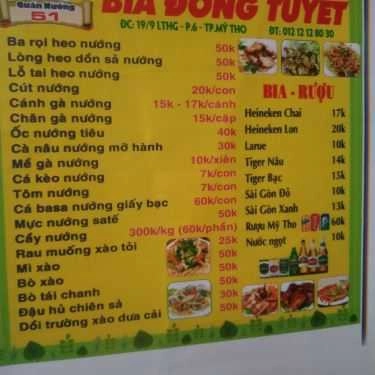 Quán Nướng
51
BIA ĐÔNG TUYẾT
ĐC: 19/9 LTHG - P.6 - TP.MỸ THO ĐT: 012 12 12 80 30
Ba rọi heo nướng 50k
Lòng heo dồn sả nướng 50k
Lỗ tai heo nướng 50k
Cút nướng 20k/con
Cánh gà nướng 15k - 17k/cánh
Chân gà nướng 15k/cặp
Ốc nướng tiêu 40k
Cà nâu nướng mỡ hành 30k
Mề gà nướng 10k/xiên
Cá kèo nướng 7k/con
Tôm nướng 7k/con
Cá basa nướng giấy bạc 60k/con
Mực nướng satế 50k
Cầy nướng 300k/kg (60k/phần)
Rau muống xào tỏi 25k
Mì xào 50k
Bò xào 50k
Bò tái chanh 50k
Đậu hủ chiên sả 30k
Dồi trường xào dưa cải 50k
BIA - RƯỢU
Heineken Chai 17k
Heineken Lon 20k
Larue 10k
Tiger Nâu 14k
Tiger Bạc 15k
Sài Gòn Đỏ 10k
Sài Gòn Xanh 13k
Rượu Mỹ Tho 60k
Nước ngọt 10k